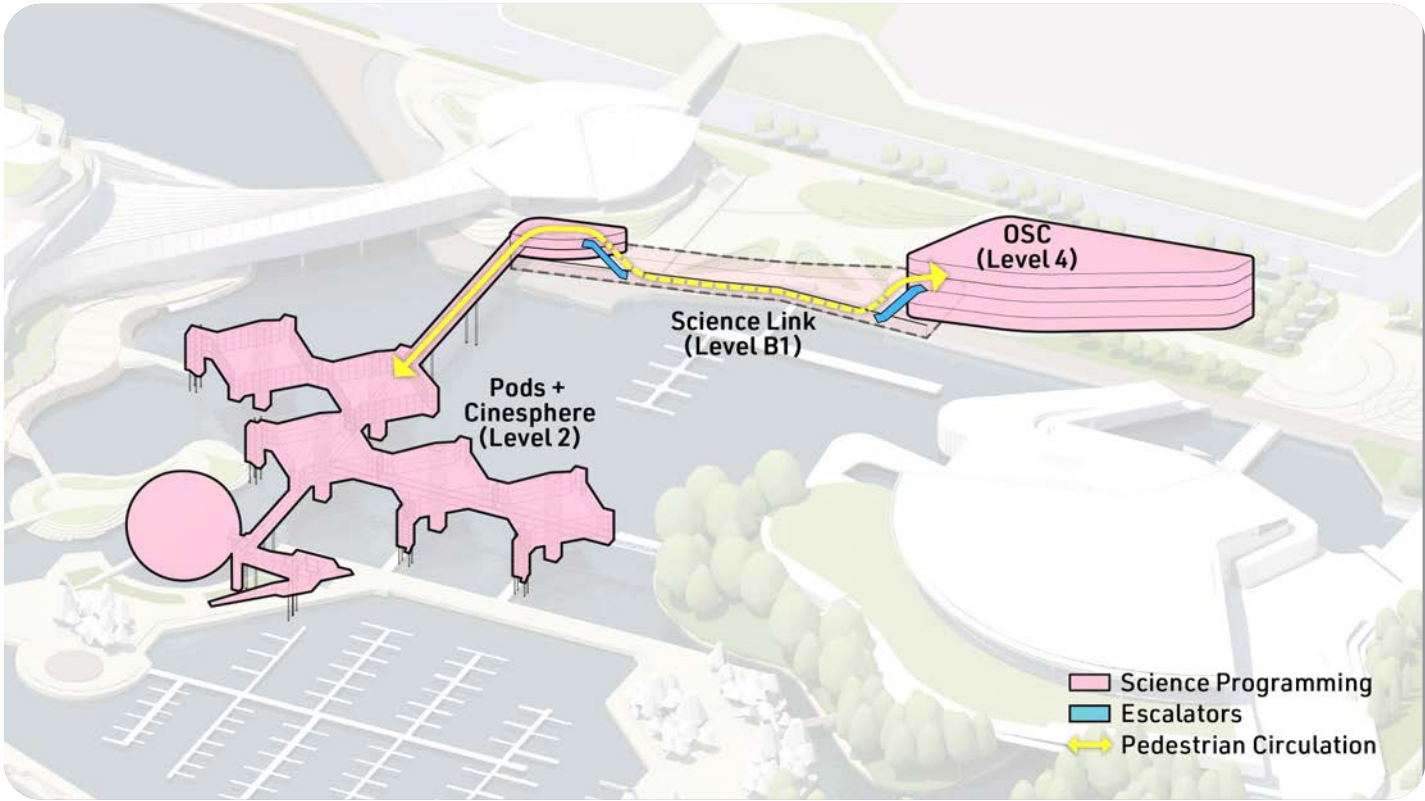 OSC
(Level 4)
Science Link
(Level B1)
Pods +
Cinesphere
(Level 2)
Science Programming
Escalators
Pedestrian Circulation